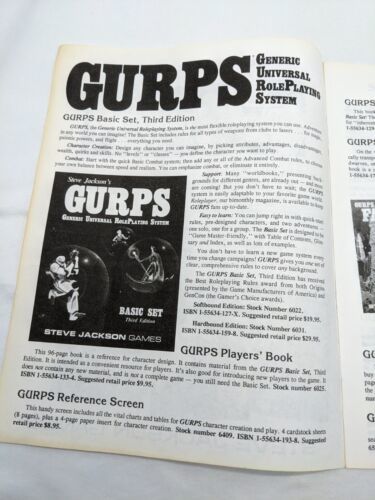 GURPS
GENERIC
UNIVERSAL
ROLEPLAYING
SYSTEM
GURPS Basic Set, Third Edition
GURPS, the Generic Universal Roleplaying System, is the most flexible roleplaying system you can use. Adventure
in any world you can imagine! The Basic Set includes rules for all types of weapons from clubs to lasers . . . for magic,
psionic powers, and flight . . . everything you need.
Character Creation: Design any character you can imagine, by picking attributes, advantages, disadvantages,
wealth, quirks and skills. No "levels" or "classes" — you define the character you want to play.
Combat: Start with the quick Basic Combat system; then add any or all of the Advanced Combat rules, to choose
your own balance between speed and realism. You can emphasize combat, or eliminate it entirely.
Steve Jackson's
GURPS
GENERIC UNIVERSAL ROLEPLAYING SYSTEM
BASIC SET
Third Edition
STEVE JACKSON GAMES
Support: Many "worldbooks," presenting back-
grounds for different genres, are already out — and more
are coming! But you don't have to wait; the GURPS
system is easily adaptable to your favorite game world.
Roleplayer, our bimonthly magazine, is available to keep
GURPS fans up-to-date.
Easy to learn: You can jump right in with quick-start
rules, pre-designed characters, and two adventures —
one solo, one for a group. The Basic Set is designed to be
"Game Master-friendly," with Table of Contents, Glos-
sary and Index, as well as lots of examples.
You don't have to learn a new game system every
time you change campaigns! GURPS gives you one set of
clear, comprehensive rules to cover any background.
The GURPS Basic Set, Third Edition has received
the Best Roleplaying Rules award from both Origins
(presented by the Game Manufacturers of America) and
GenCon (the Gamer's Choice awards).
Softbound Edition: Stock Number 6022.
ISBN 1-55634-127-X. Suggested retail price $19.95.
Hardbound Edition: Stock Number 6031.
ISBN 1-55634-159-8. Suggested retail price $29.95.
GURPS Players' Book
This 96-page book is a reference for character design. It contains material from the GURPS Basic Set, Third
Edition. It is intended as a convenient resource for players. It's also good for introducing new players to the game. It
does not contain any new material, and is not a complete game — you still need the Basic Set. Stock number 6025.
ISBN 1-55634-133-4. Suggested retail price $9.95.
GURPS Reference Screen
This handy screen includes all the vital charts and tables for GURPS character creation and play. 4 cardstock sheets
(8 pages), plus a 4-page paper insert for character creation. Stock number 6409. ISBN 1-55634-193-8. Suggested
retail price $8.95.
GURPS
GURPS